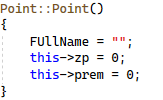 Point::Point()
{
FUllName = "";
this->zp = 0;
this->prem = 0;
}